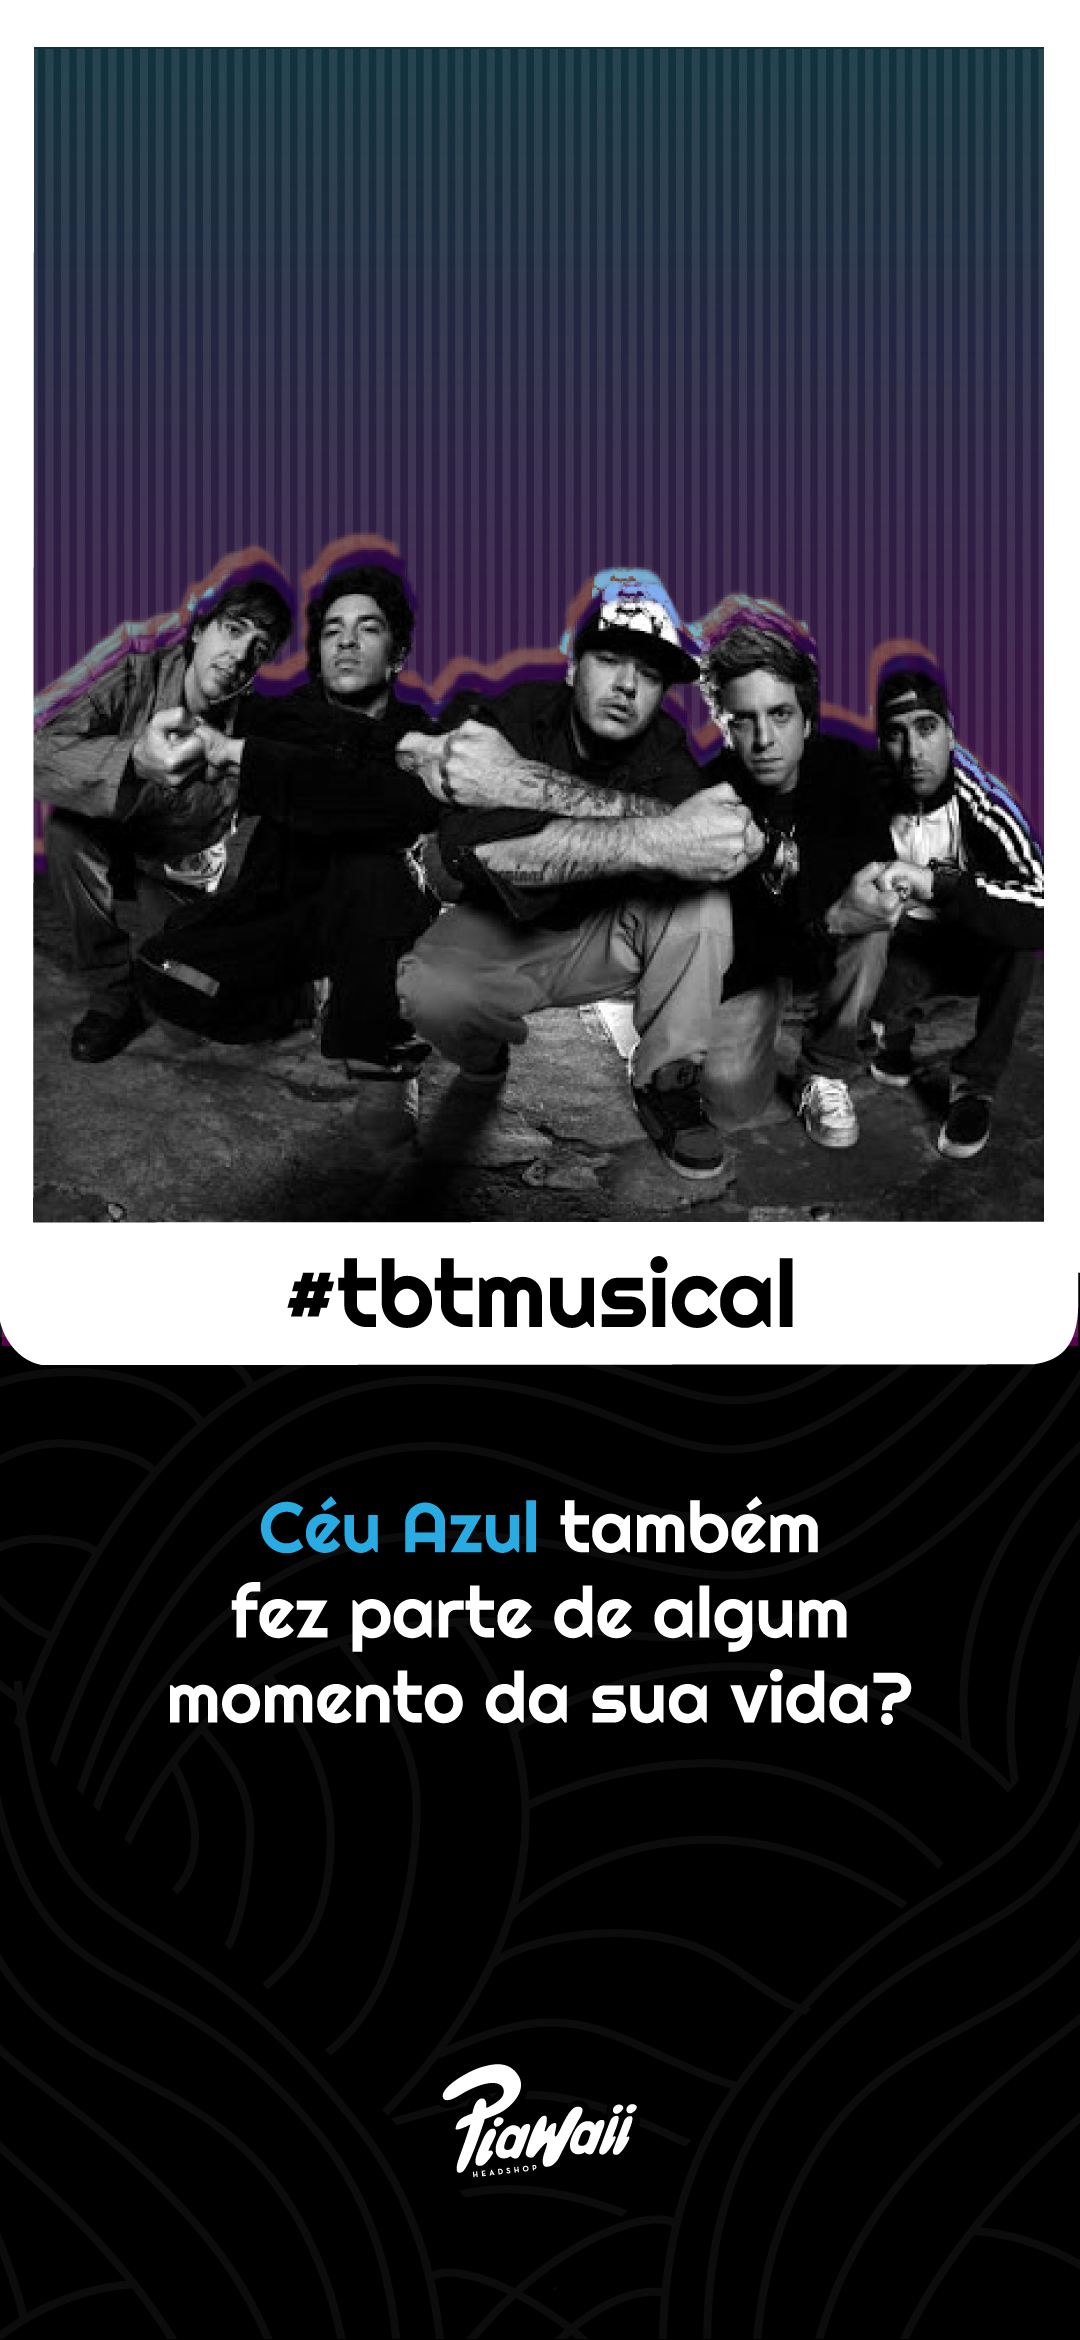 #tbtmusical
Céu Azul também
fez parte de algum
momento da sua vida?
Piawaii
HEADSHOP